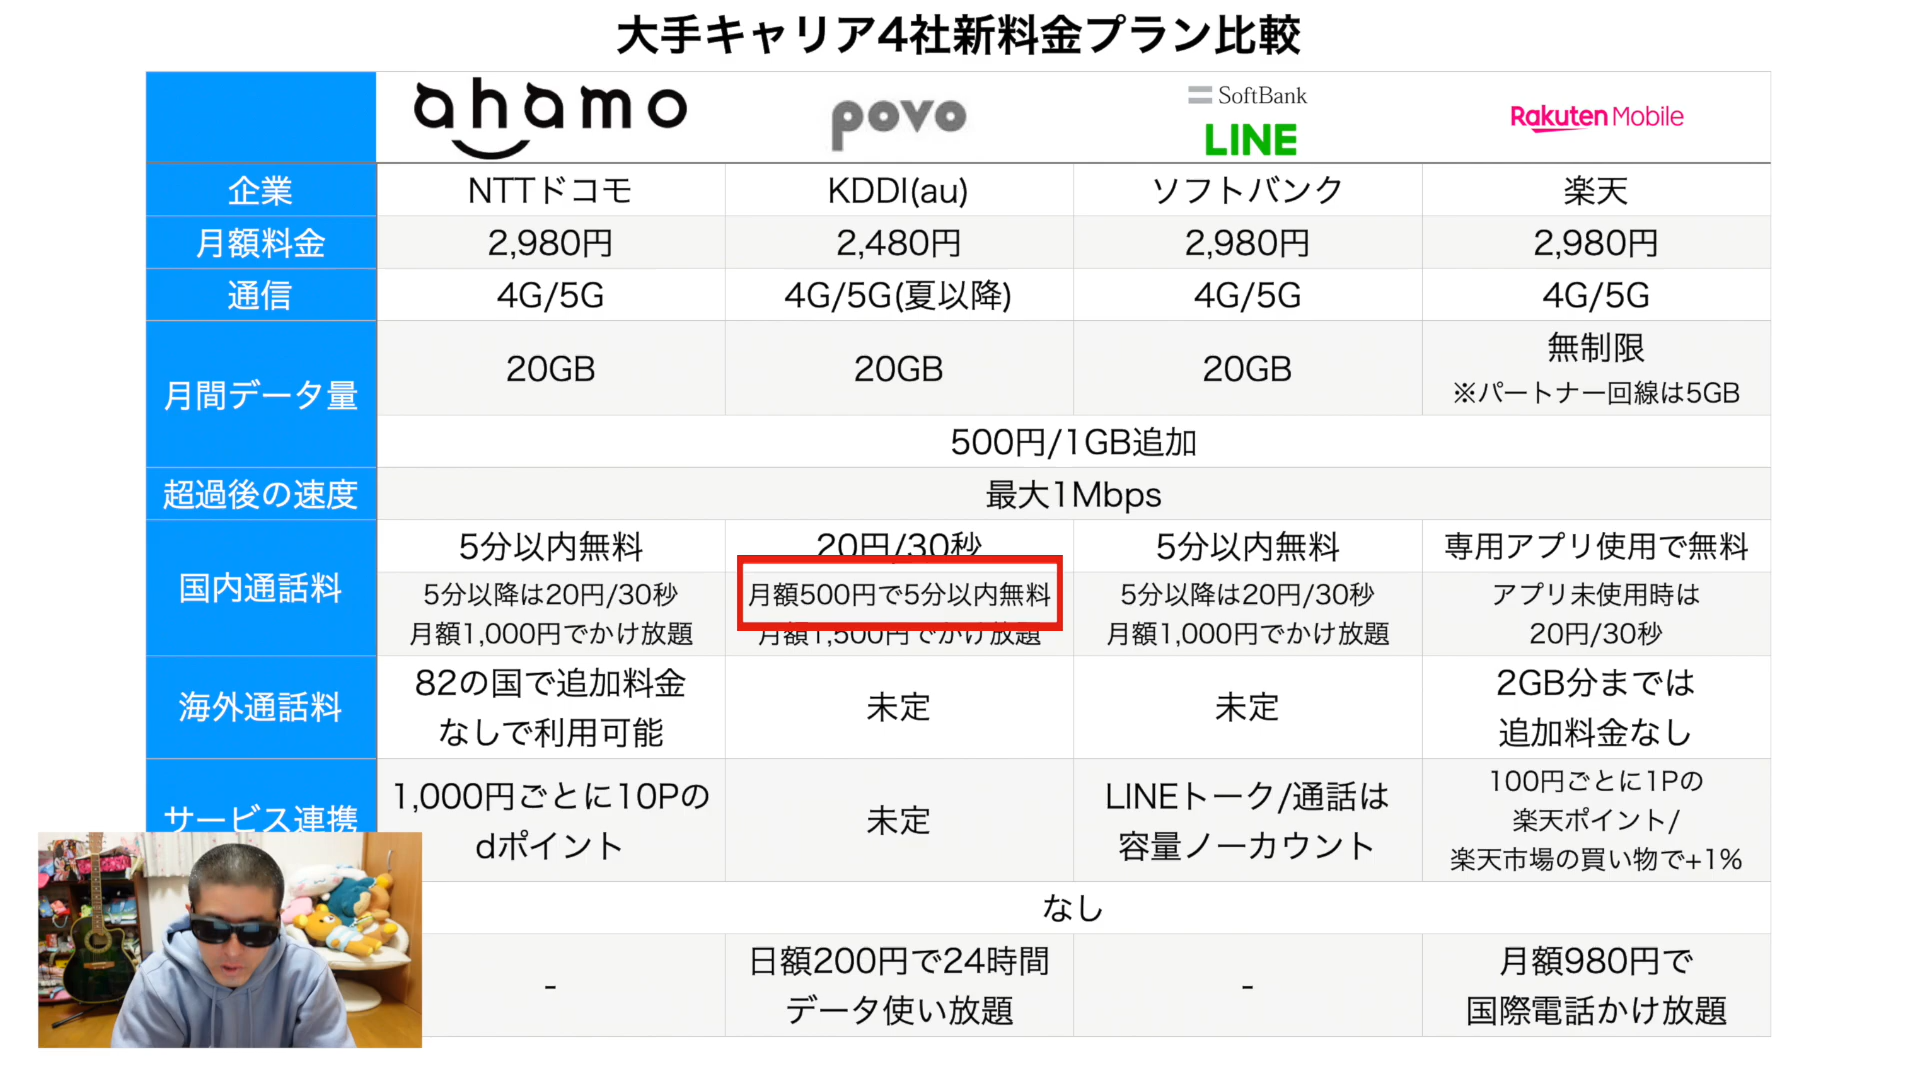 大手キャリア4社新料金プラン比較
ahamo
povo
SoftBank
LINE
Rakuten Mobile
企業
NTTドコモ
KDDI(au)
ソフトバンク
楽天
月額料金
2,980円
2,480円
2,980円
2,980円
通信
4G/5G
4G/5G(夏以降)
4G/5G
4G/5G
月間データ量
20GB
20GB
20GB
無制限
※パートナー回線は5GB
500円/1GB追加
超過後の速度
最大1Mbps
国内通話料
5分以内無料
20円/30秒
5分以内無料
専用アプリ使用で無料
5分以降は20円/30秒
月額1,000円でかけ放題
月額500円で5分以内無料
月額1,500円でかけ放題
5分以降は20円/30秒
月額1,000円でかけ放題
アプリ未使用時は
20円/30秒
海外通話料
82の国で追加料金
なしで利用可能
未定
未定
2GB分までは
追加料金なし
サービス連携
1,000円ごとに10Pの
dポイント
未定
LINEトーク/通話は
容量ノーカウント
100円ごとに1Pの
楽天ポイント/
楽天市場の買い物で+1%
なし
-
日額200円で24時間
データ使い放題
-
月額980円で
国際電話かけ放題